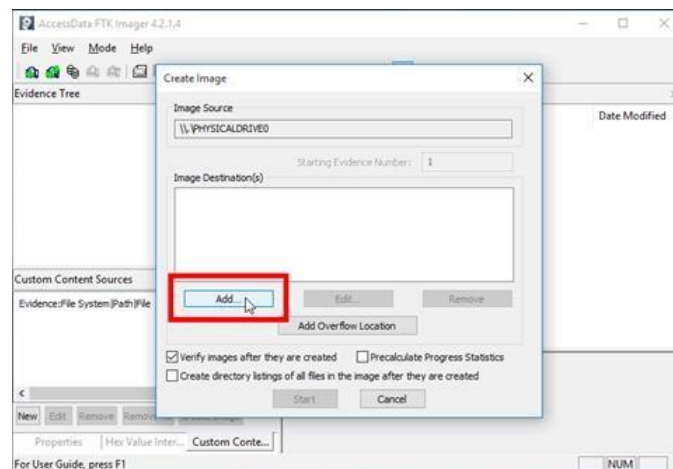 AccessData FTK Imager 4.2.1.4
File View Mode Help
Evidence Tree
Date Modified
Create Image
Image Source
\\.\PHYSICALDRIVE0
Starting Evidence Number: 1
Image Destination(s)
Add...
Edit...
Remove
Add Overflow Location
Verify images after they are created
Precalculate Progress Statistics
Create directory listings of all files in the image after they are created
Start
Cancel
Custom Content Sources
Evidence:File System|Path|File
New Edit Remove
Properties
Hex Value Inter...
Custom Conte...
For User Guide, press F1
NUM